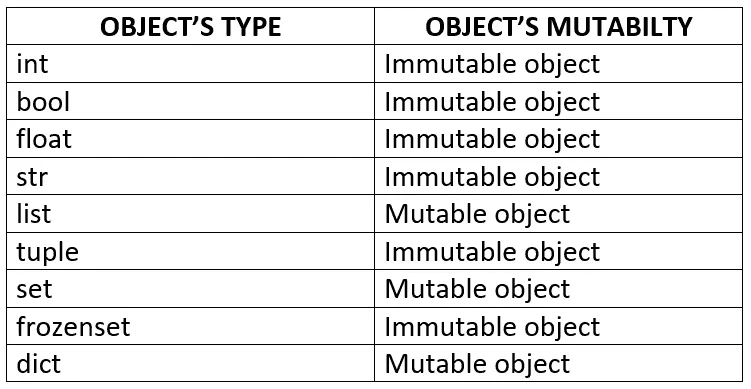 OBJECT’S TYPE OBJECT’S MUTABILTY
int Immutable object
bool Immutable object
float Immutable object
str Immutable object
list Mutable object
tuple Immutable object
set Mutable object
frozenset Immutable object
dict Mutable object